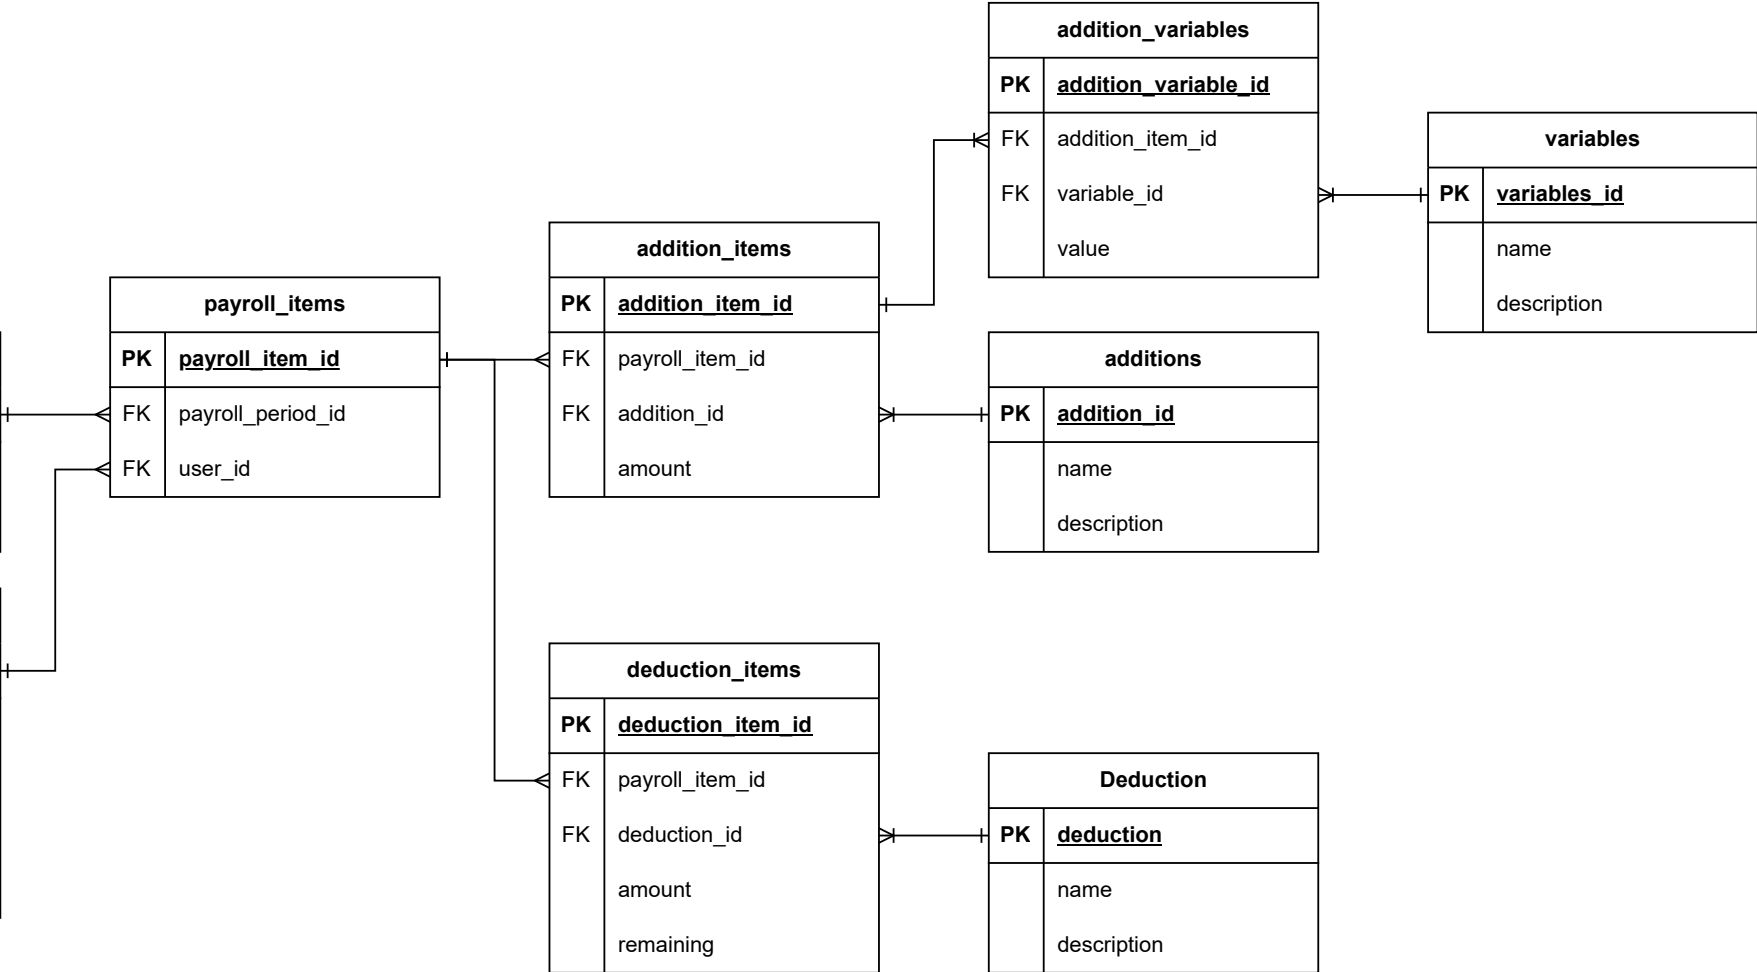 addition_variables
PK addition_variable_id
FK addition_item_id
FK variable_id
value
variables
PK variables_id
name
description
addition_items
PK addition_item_id
FK payroll_item_id
FK addition_id
amount
payroll_items
PK payroll_item_id
FK payroll_period_id
FK user_id
additions
PK addition_id
name
description
deduction_items
PK deduction_item_id
FK payroll_item_id
FK deduction_id
amount
remaining
Deduction
PK deduction
name
description